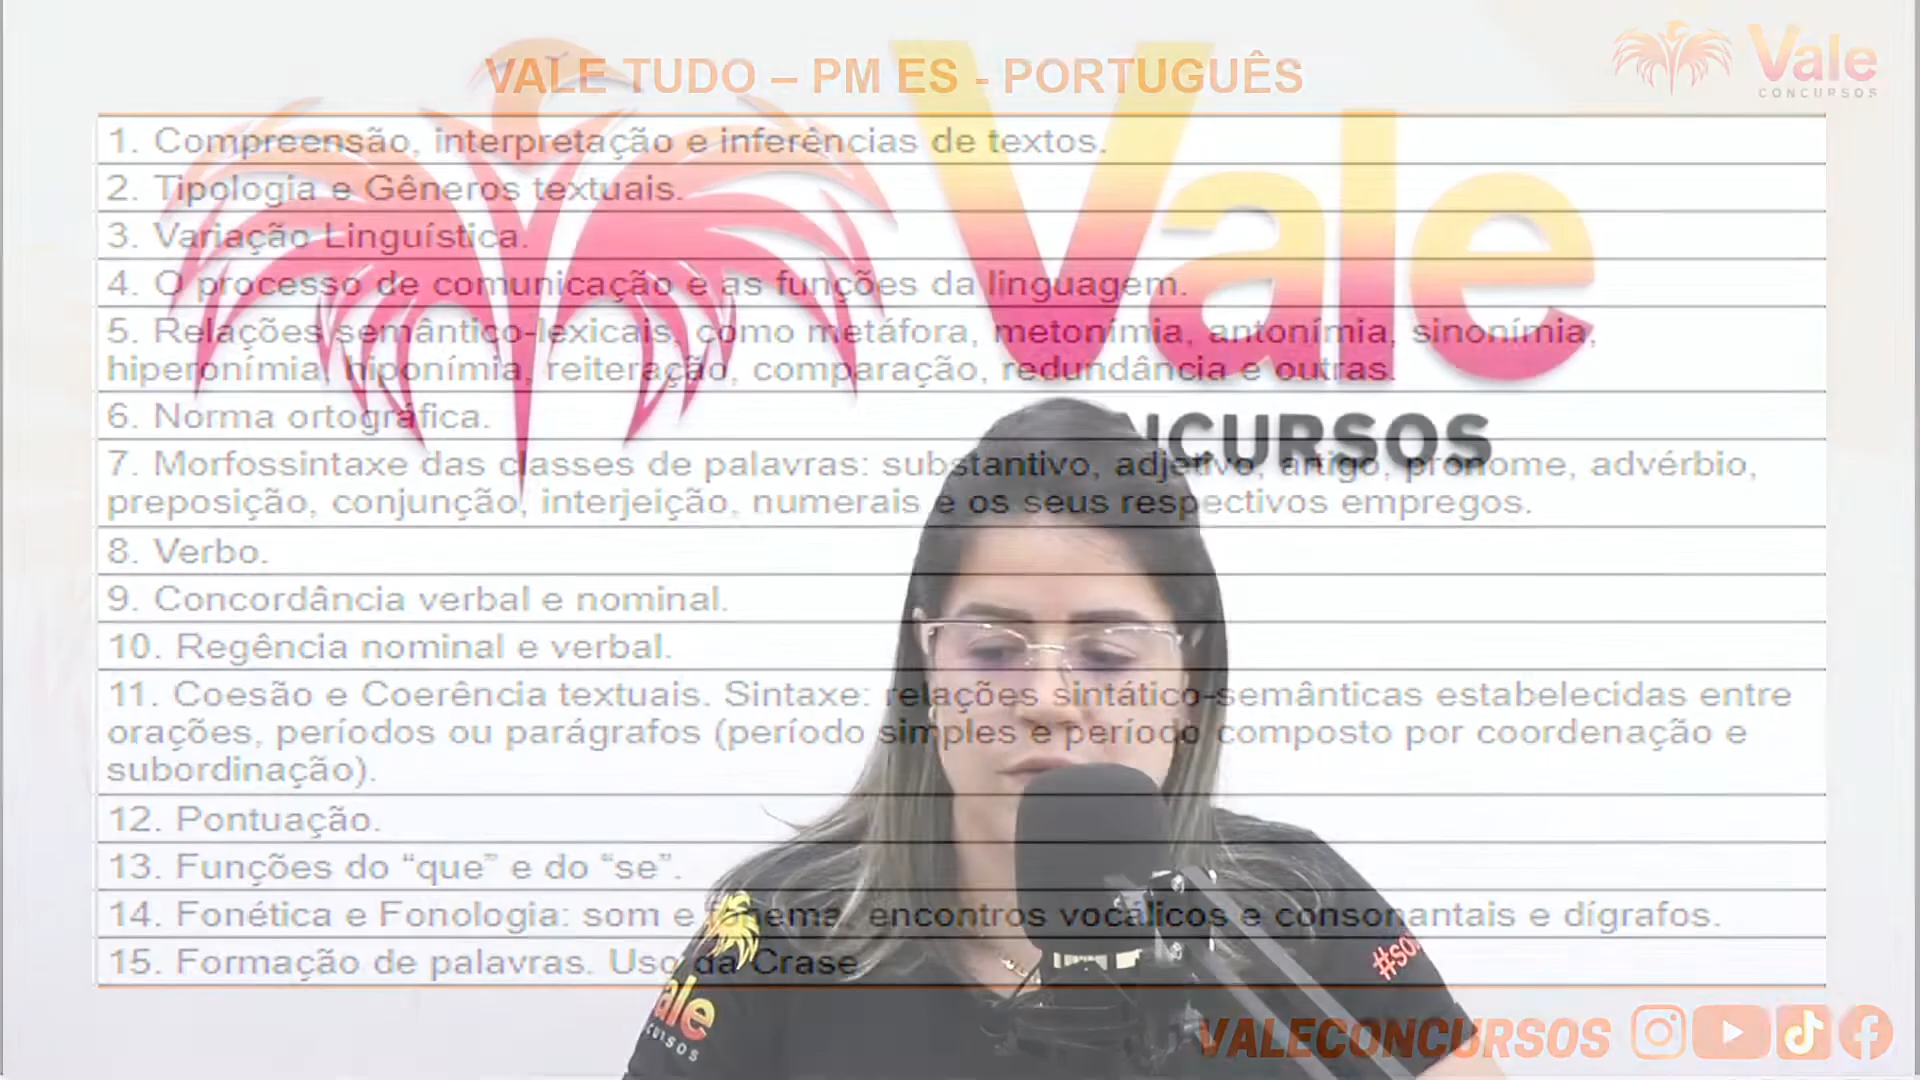 VALE TUDO – PM ES - PORTUGUÊS
Vale
CONCURSOS
1. Compreensão, interpretação e inferências de textos.
2. Tipologia e Gêneros textuais.
3. Variação Linguística.
4. O processo de comunicação e as funções da linguagem.
5. Relações semântico-lexicais, como metáfora, metonímia, antonímia, sinonímia,
hiperonímia, hiponímia, reiteração, comparação, redundância e outras.
6. Norma ortográfica.
7. Morfossintaxe das classes de palavras: substantivo, adjetivo, artigo, pronome, advérbio,
preposição, conjunção, interjeição, numerais e os seus respectivos empregos.
8. Verbo.
9. Concordância verbal e nominal.
10. Regência nominal e verbal.
11. Coesão e Coerência textuais. Sintaxe: relações sintático-semânticas estabelecidas entre
orações, períodos ou parágrafos (período simples e período composto por coordenação e
subordinação).
12. Pontuação.
13. Funções do “que” e do “se”.
14. Fonética e Fonologia: som e fonema, encontros vocálicos e consonantais e dígrafos.
15. Formação de palavras. Uso da Crase
Vale
NCURSOS
ale
CURSOS
#so
VALECONCURSOS